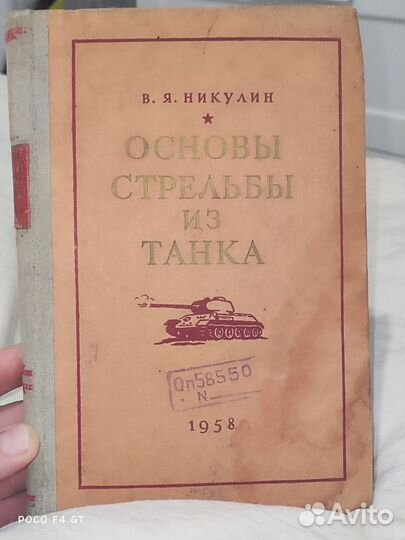 В. Я. НИКУЛИН
ОСНОВЫ
СТРЕЛЬБЫ
ИЗ
ТАНКА
Оп58550
N
1958
POCO F4 GT
Avito